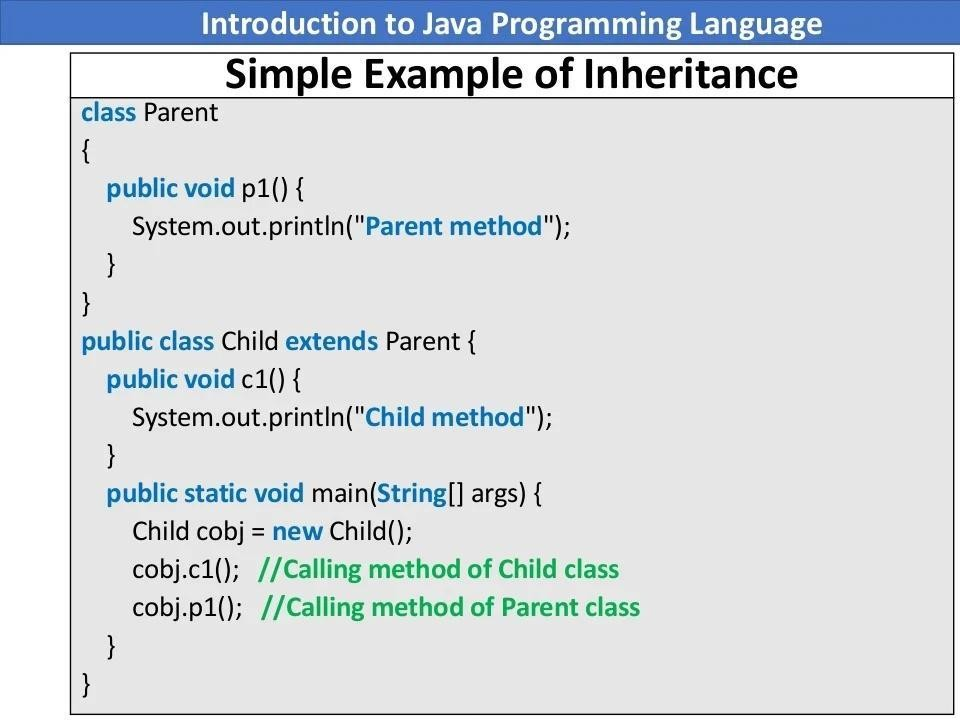 Introduction to Java Programming Language
Simple Example of Inheritance
class Parent
{
public void p1() {
System.out.println("Parent method");
}
}
public class Child extends Parent {
public void c1() {
System.out.println("Child method");
}
public static void main(String[] args) {
Child cobj = new Child();
cobj.c1(); //Calling method of Child class
cobj.p1(); //Calling method of Parent class
}
}